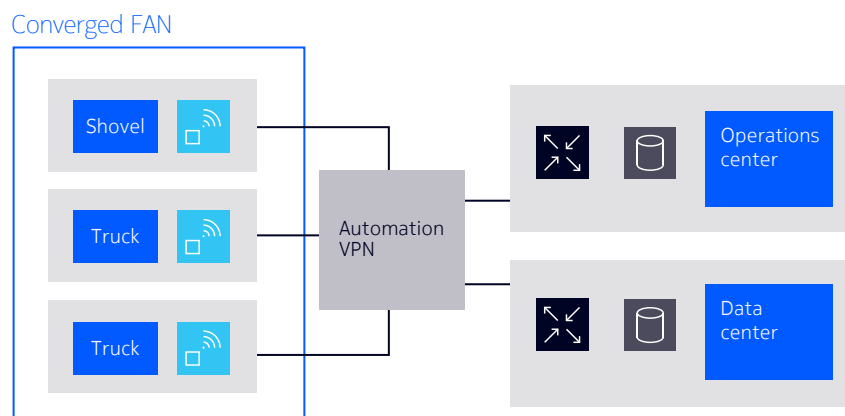 Converged FAN
Shovel
Truck
Truck
Automation
VPN
Operations
center
Data
center